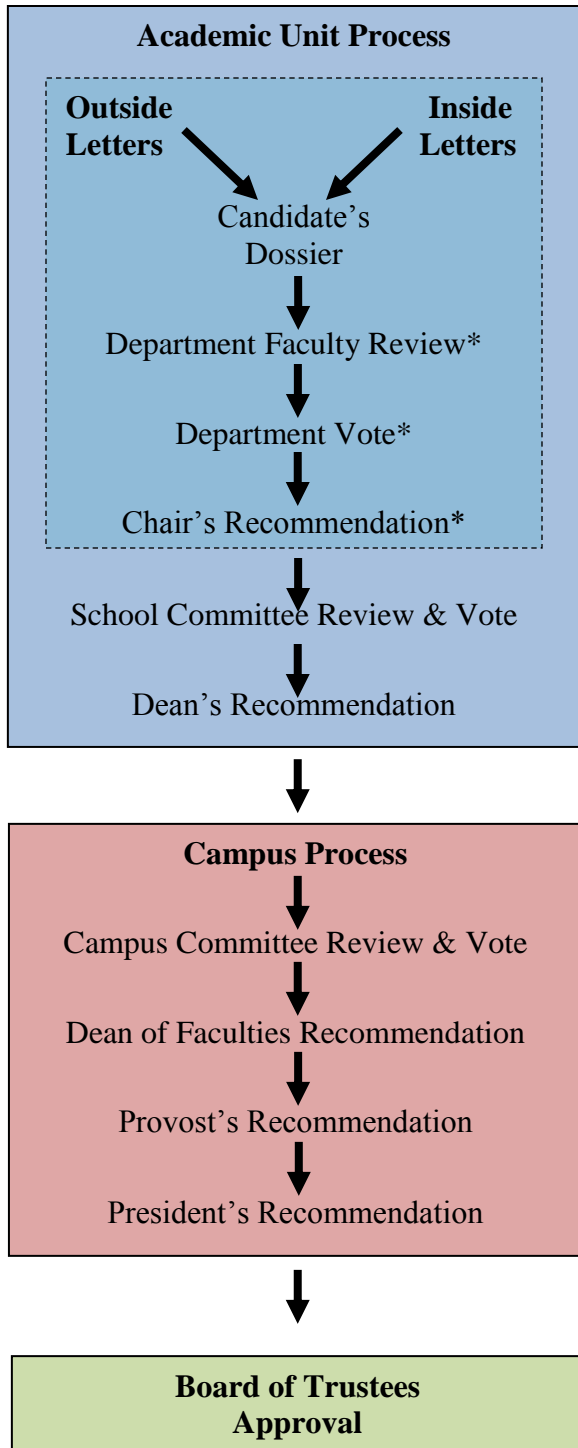 Academic Unit Process
Outside
Letters
Inside
Letters
Candidate’s
Dossier
Department Faculty Review*
Department Vote*
Chair’s Recommendation*
School Committee Review & Vote
Dean’s Recommendation
Campus Process
Campus Committee Review & Vote
Dean of Faculties Recommendation
Provost’s Recommendation
President’s Recommendation
Board of Trustees
Approval